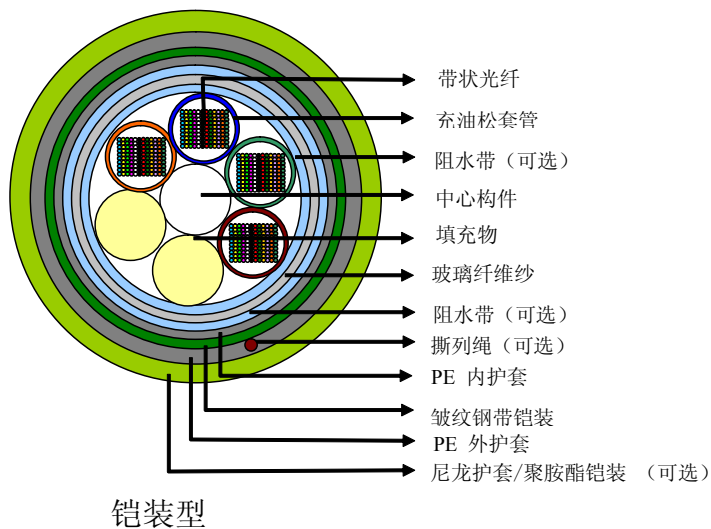 带状光纤
充油松套管
阻水带（可选）
中心构件
填充物
玻璃纤维纱
阻水带（可选）
撕列绳（可选）
PE 内护套
皱纹钢带铠装
PE 外护套
尼龙护套/聚胺酯铠装 （可选）
铠装型